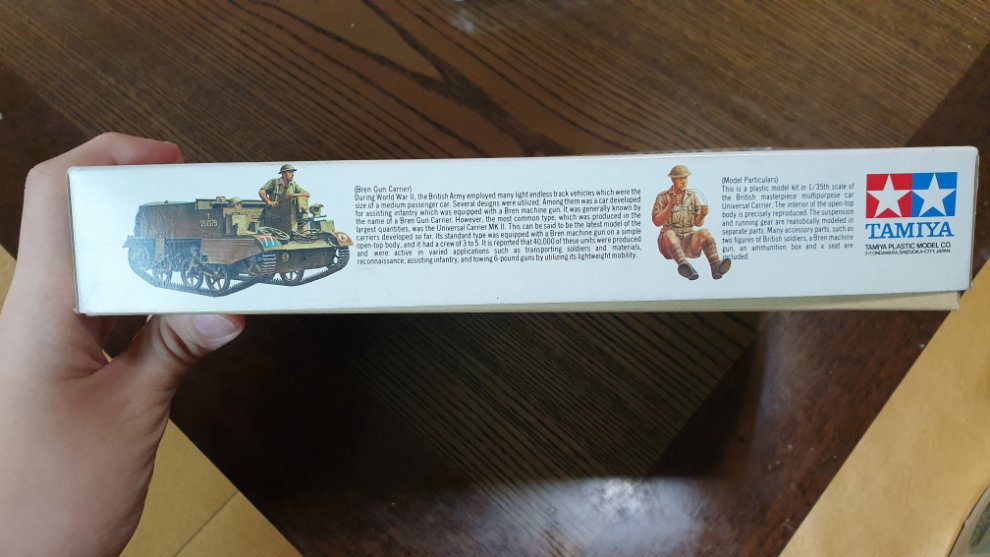 (Bren Gun Carrier)
During World War II, the British Army employed many light endless track vehicles which were the
size of a medium passenger car. Several designs were utilized. Among them was a car developed
for assisting infantry which was equipped with a Bren machine gun. It was generally known by
the name of a Bren Gun Carrier. However, the most common type, which was produced in the
largest quantities, was the Universal Carrier MK II. This can be said to be the latest model of the
carriers developed so far. Its standard type was equipped with a Bren machine gun on a simple
open-top body, and it had a crew of 3 to 5. It is reported that 40,000 of these units were produced
and were active in varied applications such as transporting soldiers and materials,
reconnaissance, assisting infantry, and towing 6-pound guns by utilizing its lightweight mobility.
(Model Particulars)
This is a plastic model kit in 1/35th scale of
the British masterpiece multipurpose car
Universal Carrier. The interior of the open-top
body is precisely reproduced. The suspension
and running gear are realistically modeled in
separate parts. Many accessory parts, such as
two figures of British soldiers, a Bren machine
gun, an ammunition box and a seat are
included.
TAMIYA
TAMIYA PLASTIC MODEL CO.
3-7, ONDAWARA, SHIZUOKA-CITY, JAPAN.